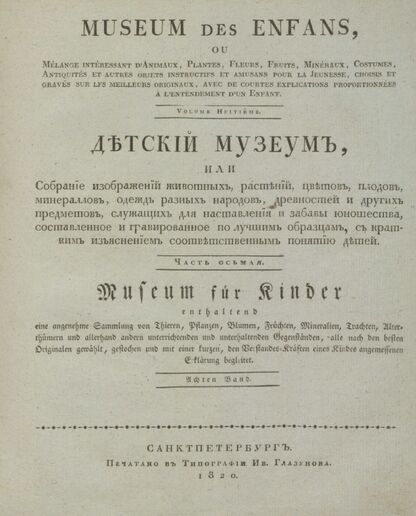 MUSEUM DES ENFANS,
OU
MÉLANGE INTÉRESSANT D'ANIMAUX, PLANTES, FLEURS, FRUITS, MINÉRAUX, COSTUMES,
ANTIQUITÉS ET AUTRES OBJETS INSTRUCTIFS ET AMUSANS POUR LA JEUNESSE, CHOISIS ET
GRAVÉS SUR LES MEILLEURS ORIGINAUX, AVEC DE COURTES EXPLICATIONS PROPORTIONNÉES
À L'ENTENDEMENT D'UN ENFANT.
VOLUME HEITIÈME.
ДѢТСКІЙ МУЗЕУМЪ,
ИЛИ
Собраніе изображеній животныхъ, растѣній, цвѣтовъ, плодовъ,
минералловъ, одеждъ разныхъ народовъ, древностей и другихъ
предметовъ, служащихъ для наставленія и забавы юношества,
составленное и гравированное по лучшимъ образцамъ, съ крат-
кимъ изъясненіемъ соотвѣтственнымъ понятію дѣтей.
ЧАСТЬ ОСЬМАЯ.
Museum für Kinder
enthaltend
eine angenehme Sammlung von Thieren, Pflanzen, Blumen, Früchten, Mineralien, Trachten, Alter-
thümern und allerhand andern unterrichtenden und unterhaltenden Gegenständen, alle nach den besten
Originalen gewählt, gestochen und mit einer kurzen, den Verstandes-Kräften eines Kindes angemessenen
Erklärung begleitet.
Achten Band.
САНКТПЕТЕРБУРГЪ.
ПЕЧАТАНО ВЪ ТИПОГРАФІИ ИВ. ГЛАЗУНОВА.
1820.